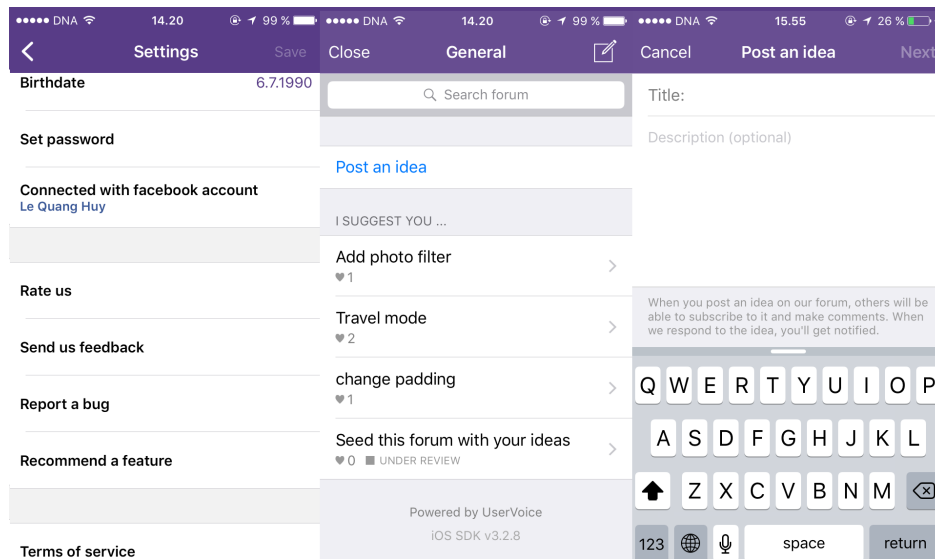 DNA 14.20 99 %
Settings
Save
Birthdate 6.7.1990
Set password
Connected with facebook account
Le Quang Huy
Rate us
Send us feedback
Report a bug
Recommend a feature
Terms of service
DNA 14.20 99 %
Close General
Search forum
Post an idea
I SUGGEST YOU ...
Add photo filter
1
Travel mode
2
change padding
1
Seed this forum with your ideas
0 UNDER REVIEW
Powered by UserVoice
iOS SDK v3.2.8
DNA 15.55 26 %
Cancel Post an idea Next
Title:
Description (optional)
When you post an idea on our forum, others will be
able to subscribe to it and make comments. When
we respond to the idea, you'll get notified.
Q W E R T Y U I O P
A S D F G H J K L
Z X C V B N M
123 space return